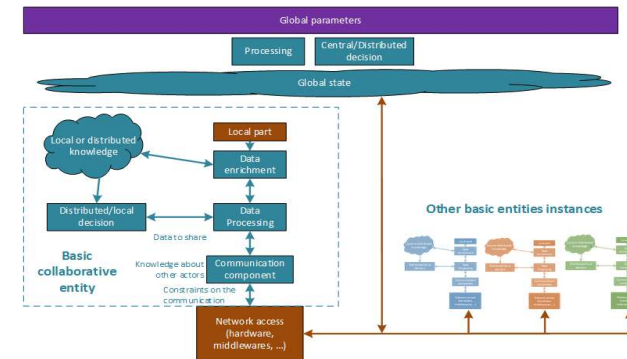 Global parameters
Processing
Central/Distributed
decision
Global state
Local part
Local or distributed
knowledge
Data
enrichment
Distributed/local
decision
Data
Processing
Data to share
Other basic entities instances
Basic
collaborative
entity
Knowledge about
other actors
Communication
component
Constraints on the
communication
Network access
(hardware,
middlewares, ...)